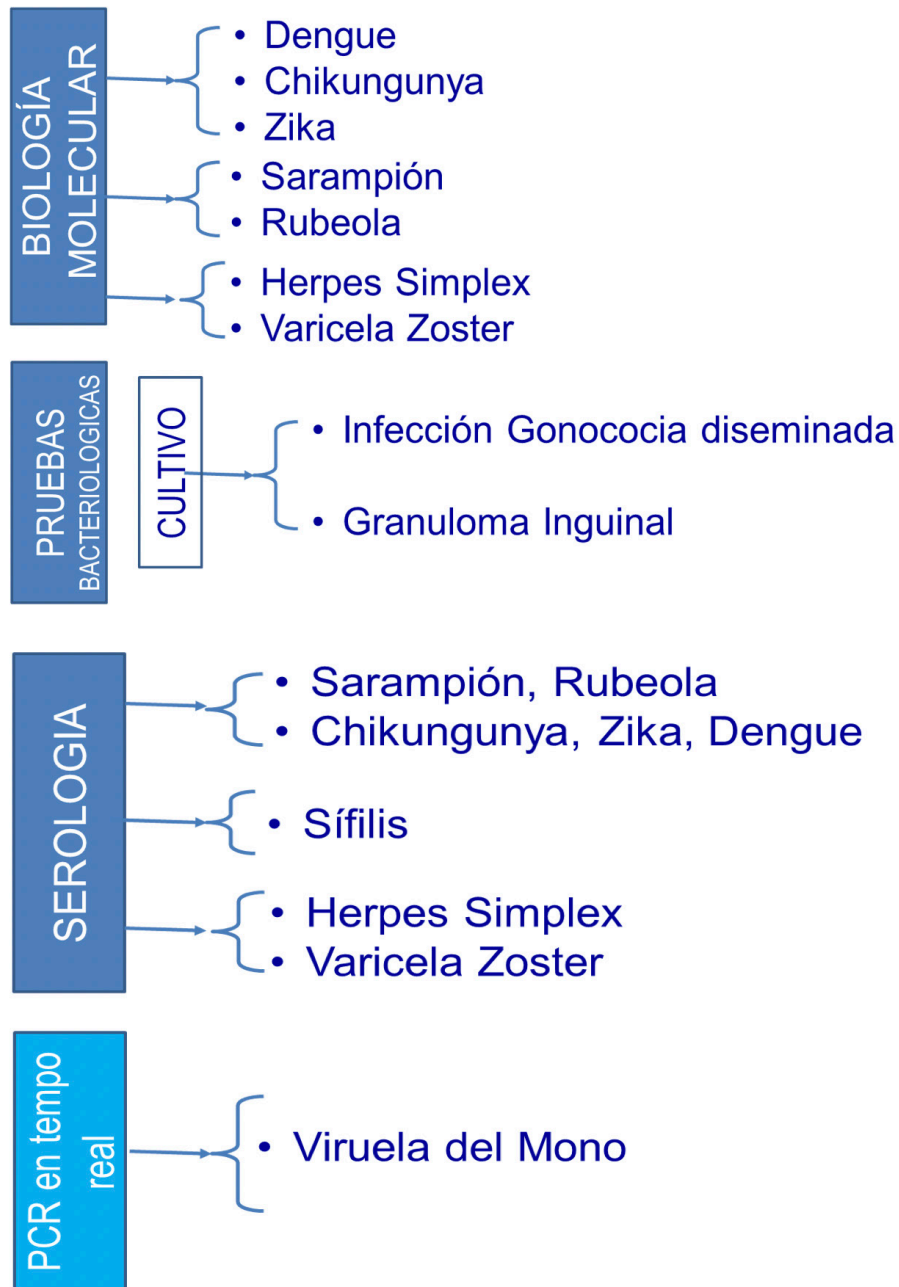 BIOLOGÍA
MOLECULAR
• Dengue
• Chikungunya
• Zika
• Sarampión
• Rubeola
• Herpes Simplex
• Varicela Zoster
PRUEBAS
BACTERIOLOGICAS
CULTIVO
• Infección Gonococia diseminada
• Granuloma Inguinal
SEROLOGIA
• Sarampión, Rubeola
• Chikungunya, Zika, Dengue
• Sífilis
• Herpes Simplex
• Varicela Zoster
PCR en tempo
real
• Viruela del Mono